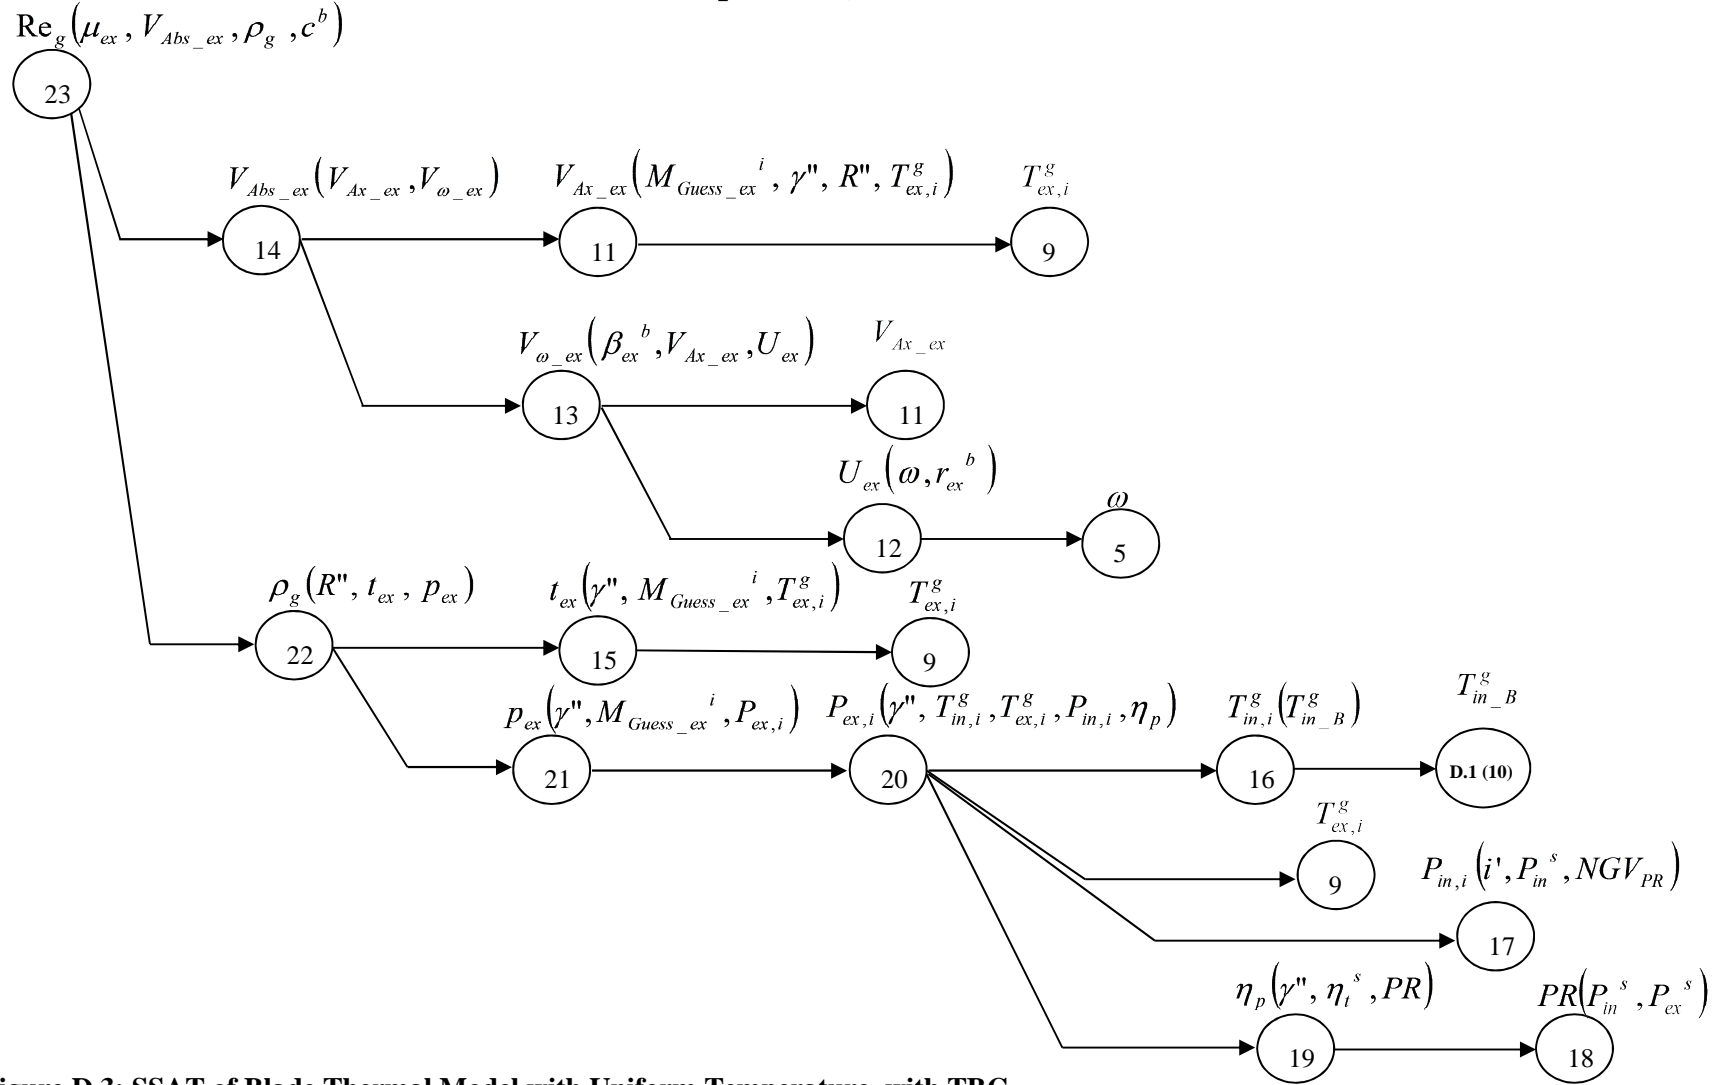 Re_g(μ_ex, V_Abs_ex, ρ_g, c^b)
23
V_Abs_ex(V_Ax_ex, V_ω_ex)
14
V_Ax_ex(M_Guess_ex^i, γ", R", T^g_ex,i)
11
T^g_ex,i
9
V_ω_ex(β_ex^b, V_Ax_ex, U_ex)
13
V_Ax_ex
11
U_ex(ω, r_ex^b)
12
ω
5
ρ_g(R", t_ex, p_ex)
22
t_ex(γ", M_Guess_ex^i, T^g_ex,i)
15
T^g_ex,i
9
p_ex(γ", M_Guess_ex^i, P_ex,i)
21
P_ex,i(γ", T^g_in,i, T^g_ex,i, P_in,i, η_p)
20
T^g_in,i(T^g_in_B)
16
T^g_in_B
D.1 (10)
T^g_ex,i
9
P_in,i(i', P_in^s, NGV_PR)
17
η_p(γ", η_t^s, PR)
19
PR(P_in^s, P_ex^s)
18
D.3: SSAT of Blade Thermal Model with Uniform Temperature, with TBC